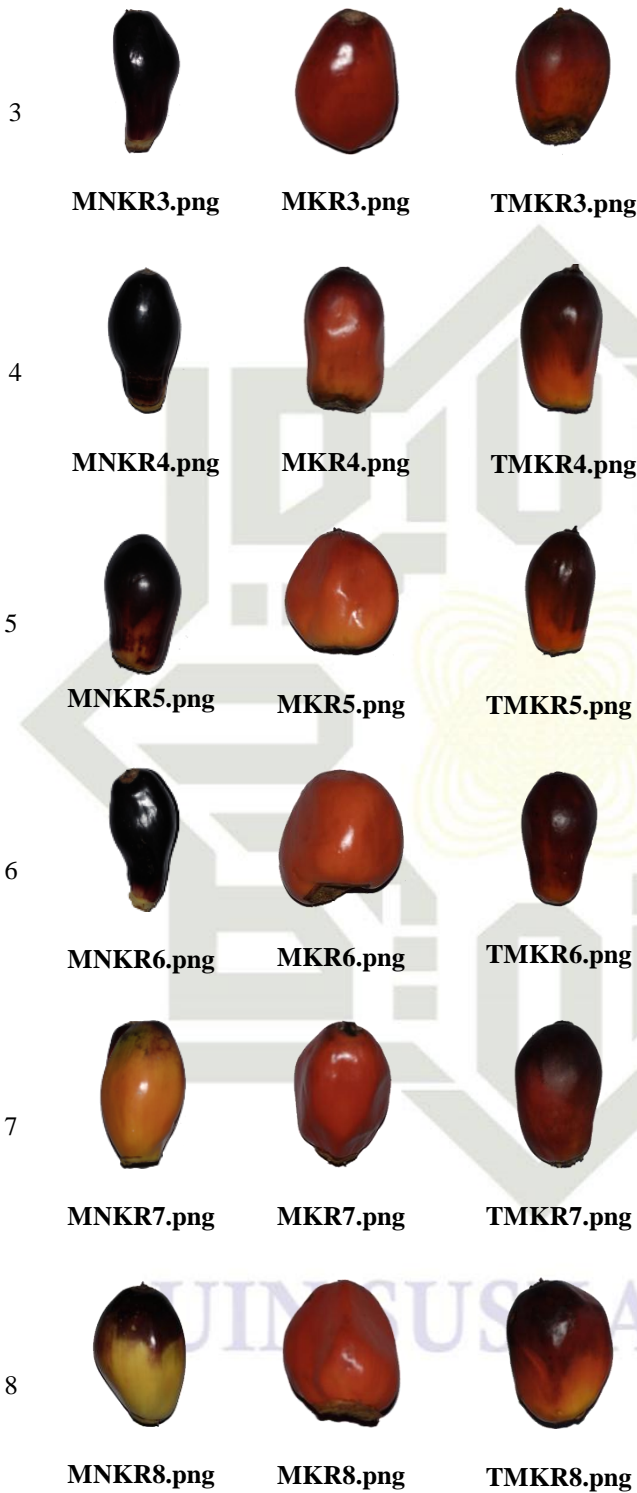 3
MNKR3.png MKR3.png TMKR3.png
4
MNKR4.png MKR4.png TMKR4.png
5
MNKR5.png MKR5.png TMKR5.png
6
MNKR6.png MKR6.png TMKR6.png
7
MNKR7.png MKR7.png TMKR7.png
UIN SUSKA
8
MNKR8.png MKR8.png TMKR8.png